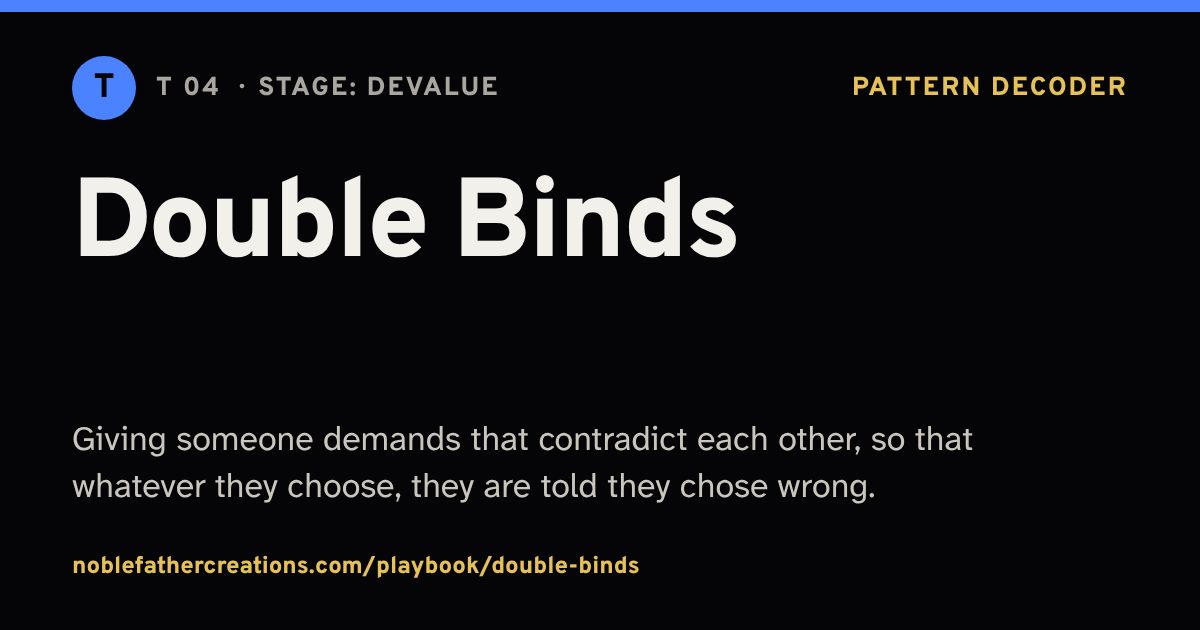 T
T 04 · STAGE: DEVALUE
PATTERN DECODER
Double Binds
Giving someone demands that contradict each other, so that
whatever they choose, they are told they chose wrong.
noblefathercreations.com/playbook/double-binds